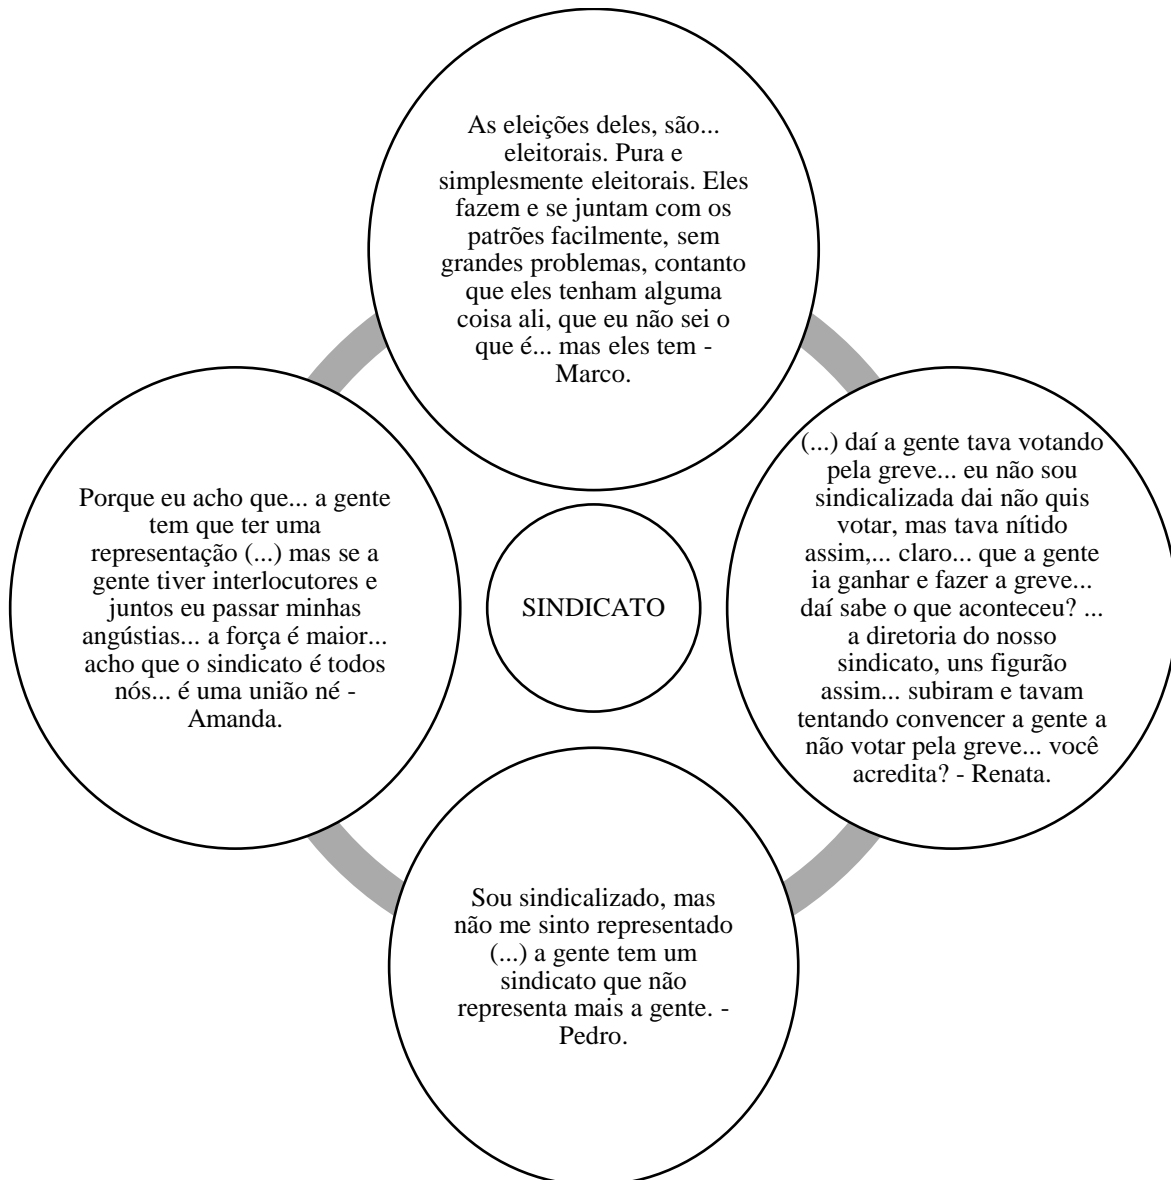 As eleições deles, são...
eleitorais. Pura e
simplesmente eleitorais. Eles
fazem e se juntam com os
patrões facilmente, sem
grandes problemas, contanto
que eles tenham alguma
coisa ali, que eu não sei o
que é... mas eles tem -
Marco.
(...) daí a gente tava votando
pela greve... eu não sou
sindicalizada dai não quis
votar, mas tava nítido
assim,... claro... que a gente
ia ganhar e fazer a greve...
daí sabe o que aconteceu? ...
a diretoria do nosso
sindicato, uns figurão
assim... subiram e tavam
tentando convencer a gente a
não votar pela greve... você
acredita? - Renata.
Sou sindicalizado, mas
não me sinto representado
(...) a gente tem um
sindicato que não
representa mais a gente. -
Pedro.
Porque eu acho que... a gente
tem que ter uma
representação (...) mas se a
gente tiver interlocutores e
juntos eu passar minhas
angústias... a força é maior...
acho que o sindicato é todos
nós... é uma união né -
Amanda.
SINDICATO